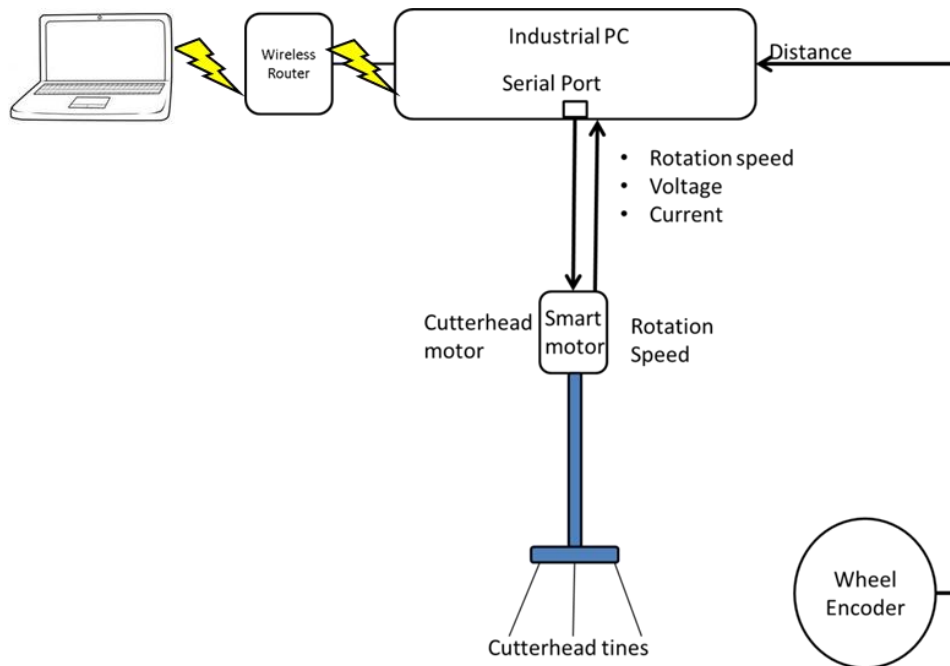 Wireless
Router
Industrial PC
Serial Port
Distance
• Rotation speed
• Voltage
• Current
Cutterhead
motor
Smart
motor
Rotation
Speed
Wheel
Encoder
Cutterhead tines